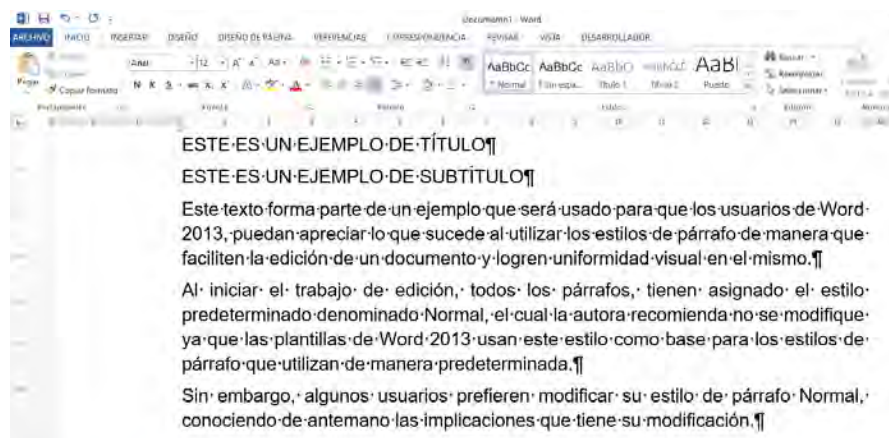 Documento1 - Word
ARCHIVO INICIO INSERTAR DISEÑO DISEÑO DE PÁGINA REFERENCIAS CORRESPONDENCIA REVISAR VISTA DESARROLLADOR
Arial 12
Pegar Copiar formato N K S
AaBbCc AaBbCc AaBbC AaBbCc AaBl
Normal Título 1 Título 2 Puesto
Buscar
Reemplazar
Seleccionar
Fuente Párrafo Estilos Edición
ESTE·ES·UN·EJEMPLO·DE·TÍTULO¶
ESTE·ES·UN·EJEMPLO·DE·SUBTÍTULO¶
Este·texto·forma·parte·de·un·ejemplo·que·será·usado·para·que·los·usuarios·de·Word·
2013,·puedan·apreciar·lo·que·sucede·al·utilizar·los·estilos·de·párrafo·de·manera·que·
faciliten·la·edición·de·un·documento·y·logren·uniformidad·visual·en·el·mismo.¶
Al· iniciar· el· trabajo· de· edición,· todos· los· párrafos,· tienen· asignado· el· estilo·
predeterminado·denominado·Normal,·el·cual·la·autora·recomienda·no·se·modifique·
ya·que·las·plantillas·de·Word·2013·usan·este·estilo·como·base·para·los·estilos·de·
párrafo·que·utilizan·de·manera·predeterminada.¶
Sin· embargo,· algunos· usuarios· prefieren· modificar· su· estilo· de· párrafo· Normal,·
conociendo·de·antemano·las·implicaciones·que·tiene·su·modificación.¶